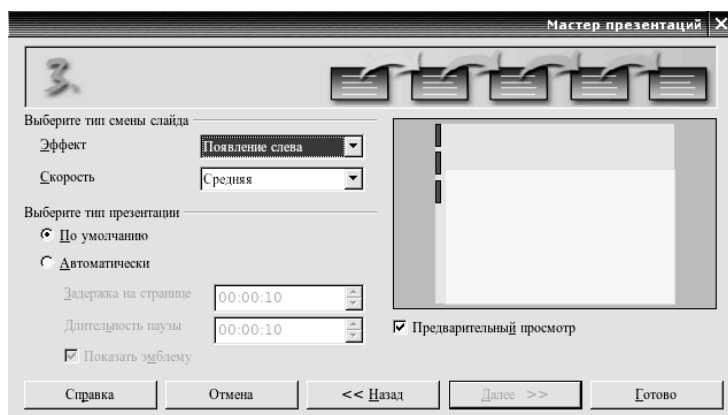 Мастер презентаций
3.
Выберите тип смены слайда
Эффект Появление слева
Скорость Средняя
Выберите тип презентации
По умолчанию
Автоматически
Задержка на странице 00:00:10
Длительность паузы 00:00:10
Показать эмблему
Предварительный просмотр
Справка Отмена << Назад Далее >> Готово